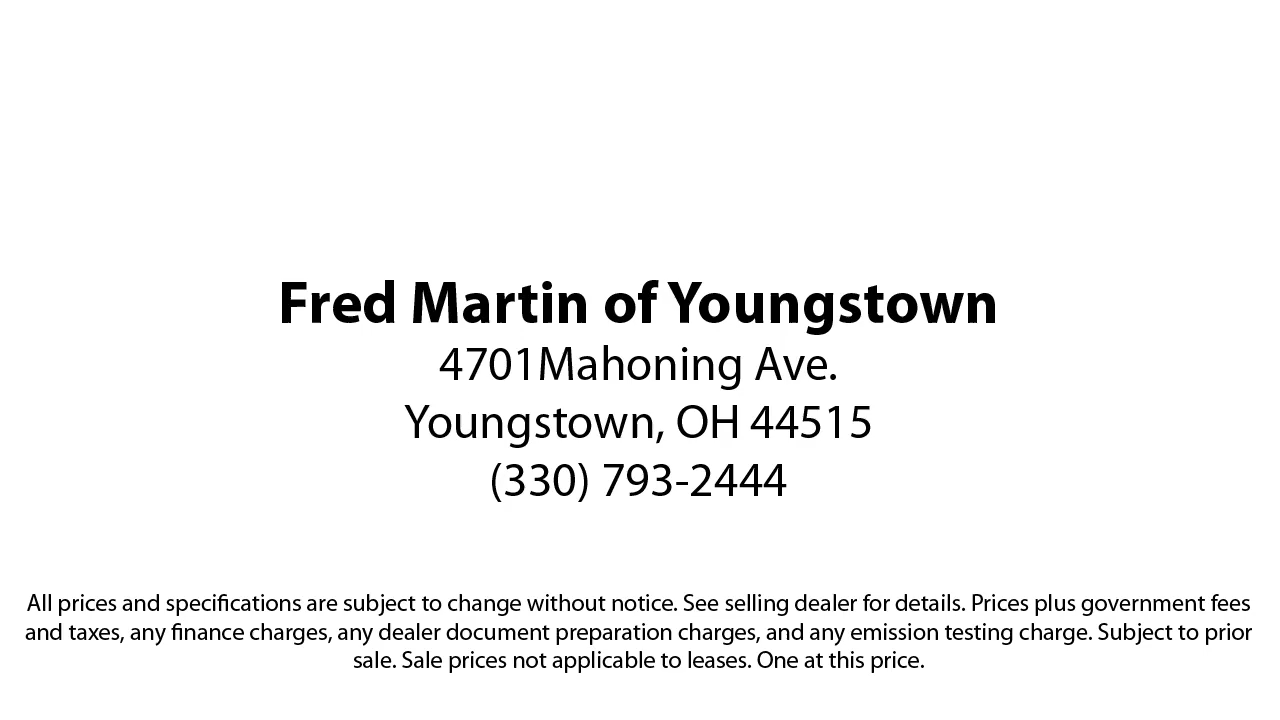 Fred Martin of Youngstown
4701Mahoning Ave.
Youngstown, OH 44515
(330) 793-2444
All prices and specifications are subject to change without notice. See selling dealer for details. Prices plus government fees
and taxes, any finance charges, any dealer document preparation charges, and any emission testing charge. Subject to prior
sale. Sale prices not applicable to leases. One at this price.